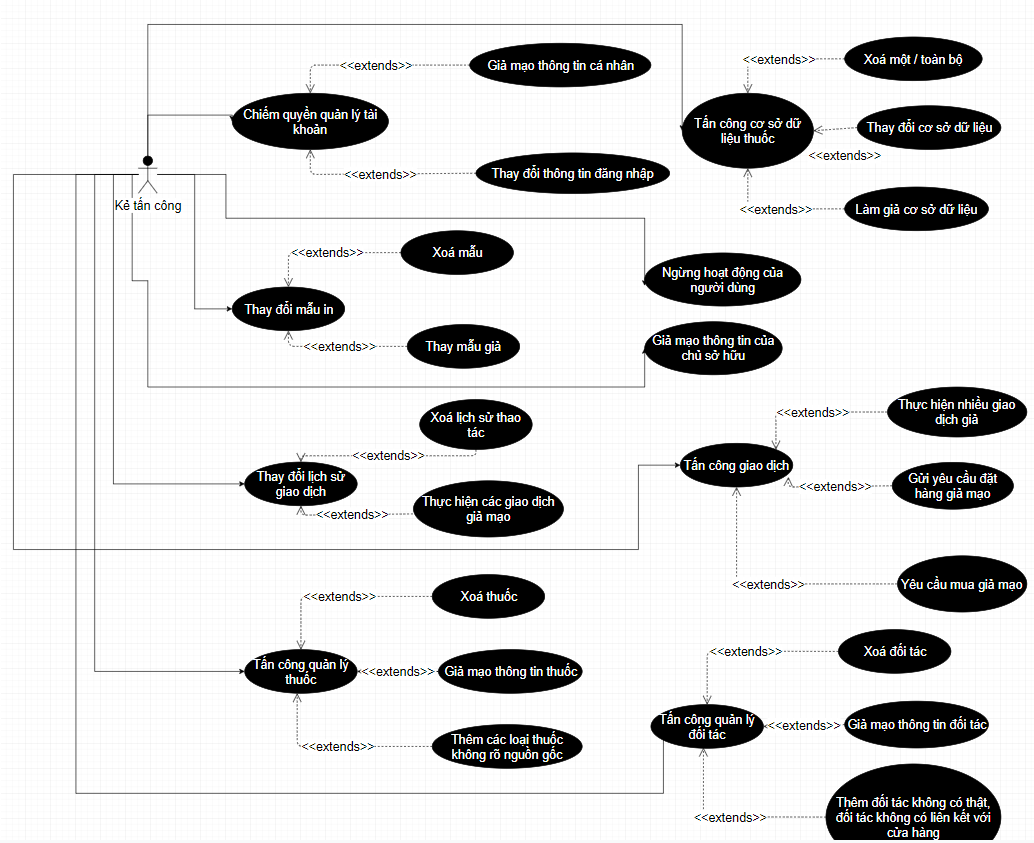 <<extends>>
Giả mạo thông tin cá nhân
Chiếm quyền quản lý tài
khoản
<<extends>>
Thay đổi thông tin đăng nhập
<<extends>>
Xoá một / toàn bộ
Tấn công cơ sở dữ
liệu thuốc
Thay đổi cơ sở dữ liệu
<<extends>>
<<extends>>
Làm giả cơ sở dữ liệu
Kẻ tấn công
<<extends>>
Xoá mẫu
Thay đổi mẫu in
<<extends>>
Thay mẫu giả
Ngừng hoạt động của
người dùng
Giả mạo thông tin của
chủ sở hữu
Xoá lịch sử thao
tác
<<extends>>
Thay đổi lịch sử
giao dịch
<<extends>>
Thực hiện các giao dịch
giả mạo
<<extends>>
Thực hiện nhiều giao
dịch giả
Tấn công giao dịch
<<extends>>
Gửi yêu cầu đặt
hàng giả mạo
<<extends>>
Yêu cầu mua giả mạo
<<extends>>
Xoá thuốc
Tấn công quản lý
thuốc
<<extends>>
Giả mạo thông tin thuốc
<<extends>>
Thêm các loại thuốc
không rõ nguồn gốc
<<extends>>
Xoá đối tác
Tấn công quản lý
đối tác
<<extends>>
Giả mạo thông tin đối tác
<<extends>>
Thêm đối tác không có thật,
đối tác không có liên kết với
cửa hàng